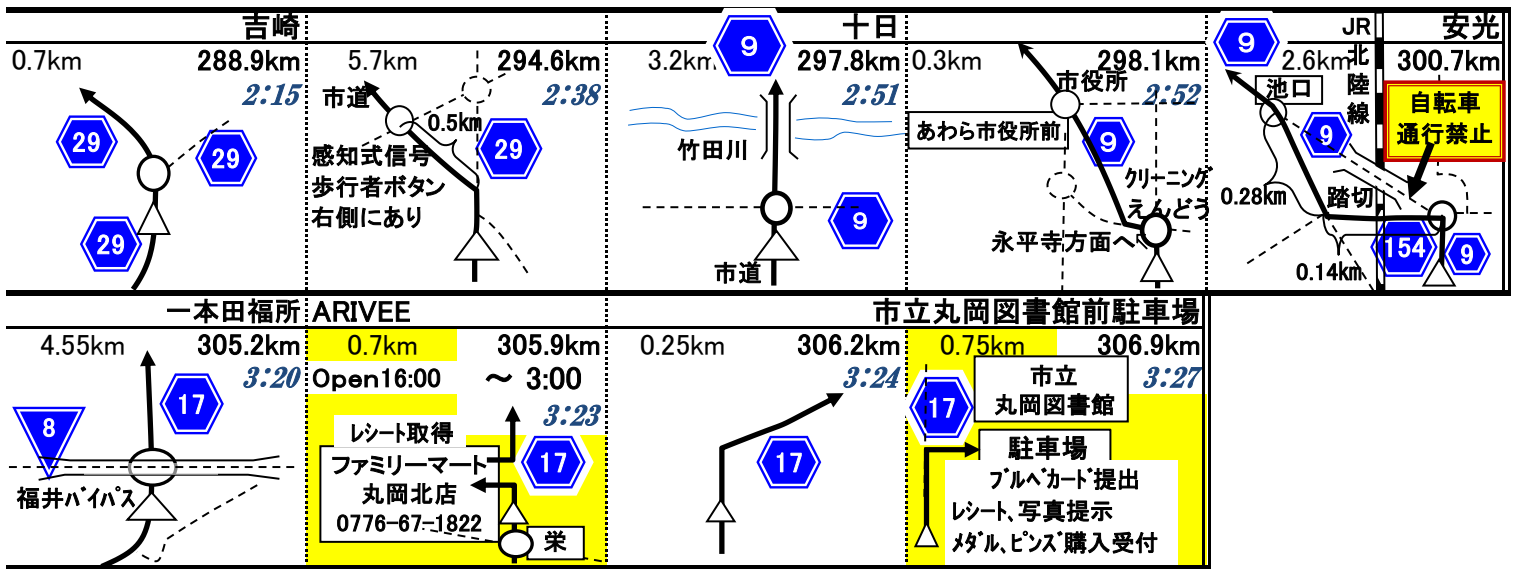 吉崎
0.7km 288.9km
2:15
29
29
29
5.7km 294.6km
2:38
市道
0.5km
29
感知式信号
歩行者ボタン
右側にあり
十日
9
3.2km 297.8km
2:51
竹田川
9
市道
0.3km 298.1km
2:52
市役所
あわら市役所前
9
クリーニング
えんどう
永平寺方面へ
安光
JR
北
陸
線
9
2.6km 300.7km
池口
自転車
通行禁止
9
踏切
0.28km
154
9
0.14km
一本田福所
4.55km 305.2km
3:20
17
8
福井バイパス
ARIVEE
0.7km 305.9km
Open16:00 ～ 3:00
3:23
レシート取得
ファミリーマート
丸岡北店
0776-67-1822
17
栄
0.25km 306.2km
3:24
17
市立丸岡図書館前駐車場
0.75km 306.9km
3:27
市立
丸岡図書館
17
駐車場
ブルベカード提出
レシート、写真提示
メダル、ピンズ購入受付